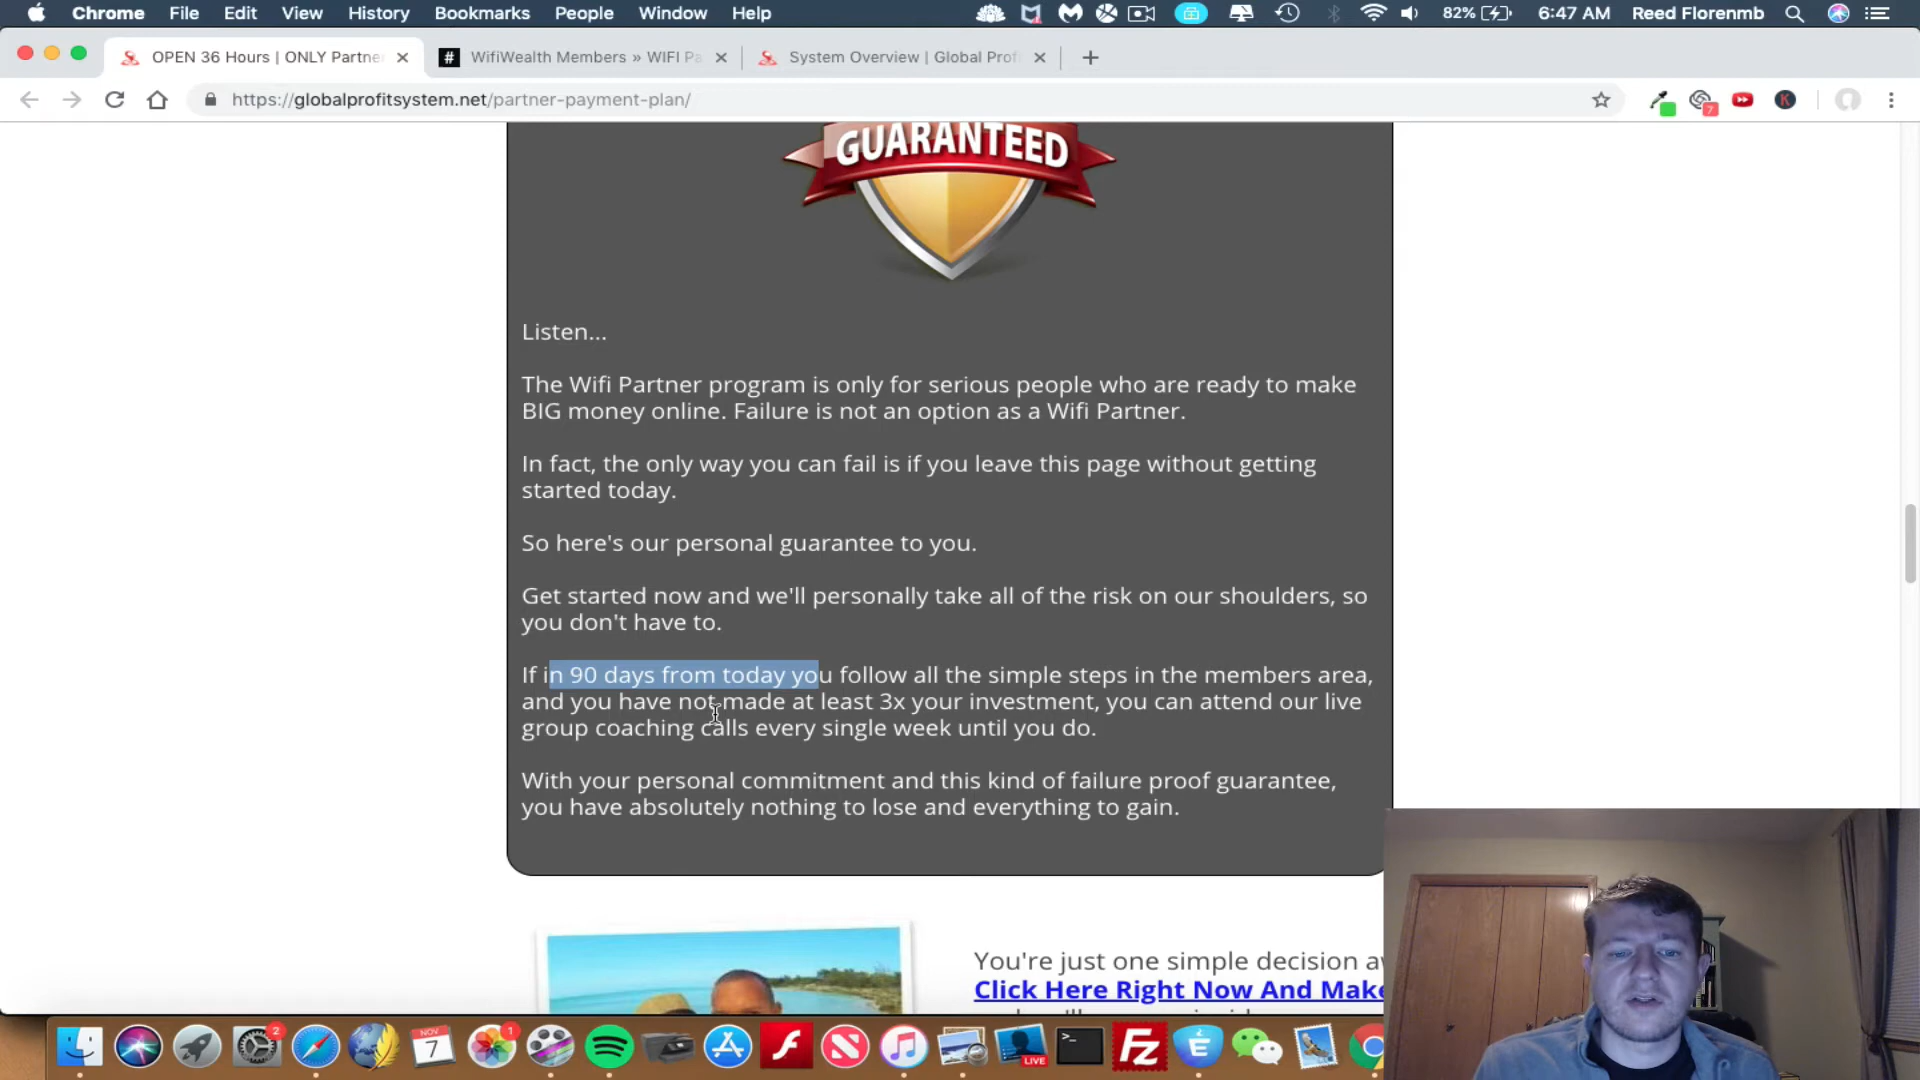 Chrome File Edit View History Bookmarks People Window Help 82% 6:47 AM Reed Florenmb
OPEN 36 Hours | ONLY Partne
# WifiWealth Members » WIFI Pa
System Overview | Global Prof
https://globalprofitsystem.net/partner-payment-plan/
7
K
GUARANTEED
Listen...
The Wifi Partner program is only for serious people who are ready to make
BIG money online. Failure is not an option as a Wifi Partner.
In fact, the only way you can fail is if you leave this page without getting
started today.
So here's our personal guarantee to you.
Get started now and we'll personally take all of the risk on our shoulders, so
you don't have to.
If in 90 days from today you follow all the simple steps in the members area,
and you have not made at least 3x your investment, you can attend our live
group coaching calls every single week until you do.
With your personal commitment and this kind of failure proof guarantee,
you have absolutely nothing to lose and everything to gain.
You're just one simple decision a
Click Here Right Now And Make
2
NOV
7
1
LIVE
>_
FZ